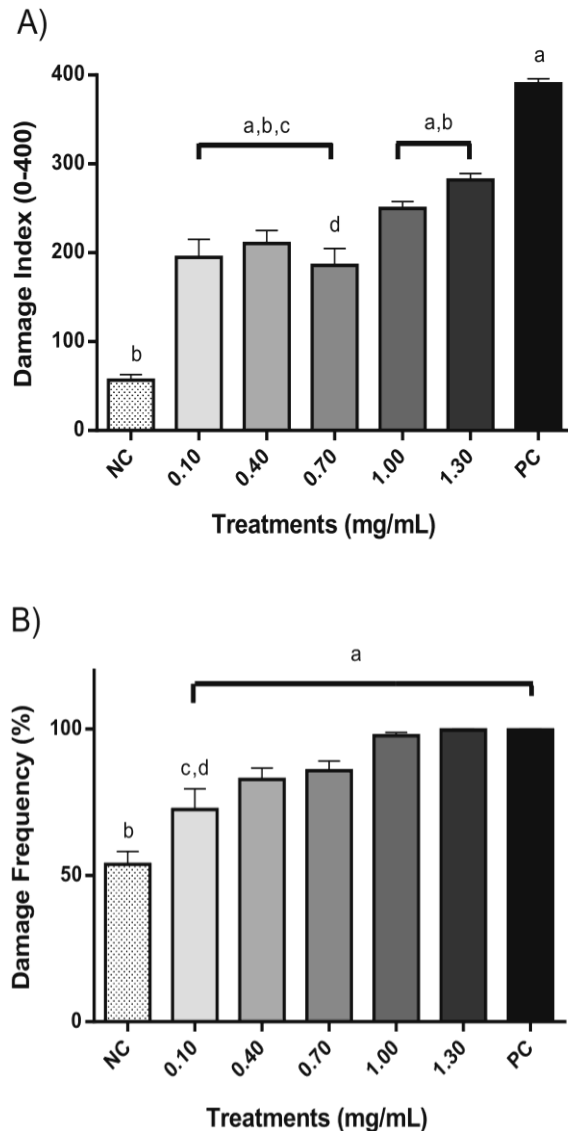 A)
Damage Index (0-400)
400
300
200
100
0
b
a,b,c
d
a,b
a
NC
0.10
0.40
0.70
1.00
1.30
PC
Treatments (mg/mL)
B)
Damage Frequency (%)
100
50
0
b
c,d
a
NC
0.10
0.40
0.70
1.00
1.30
PC
Treatments (mg/mL)